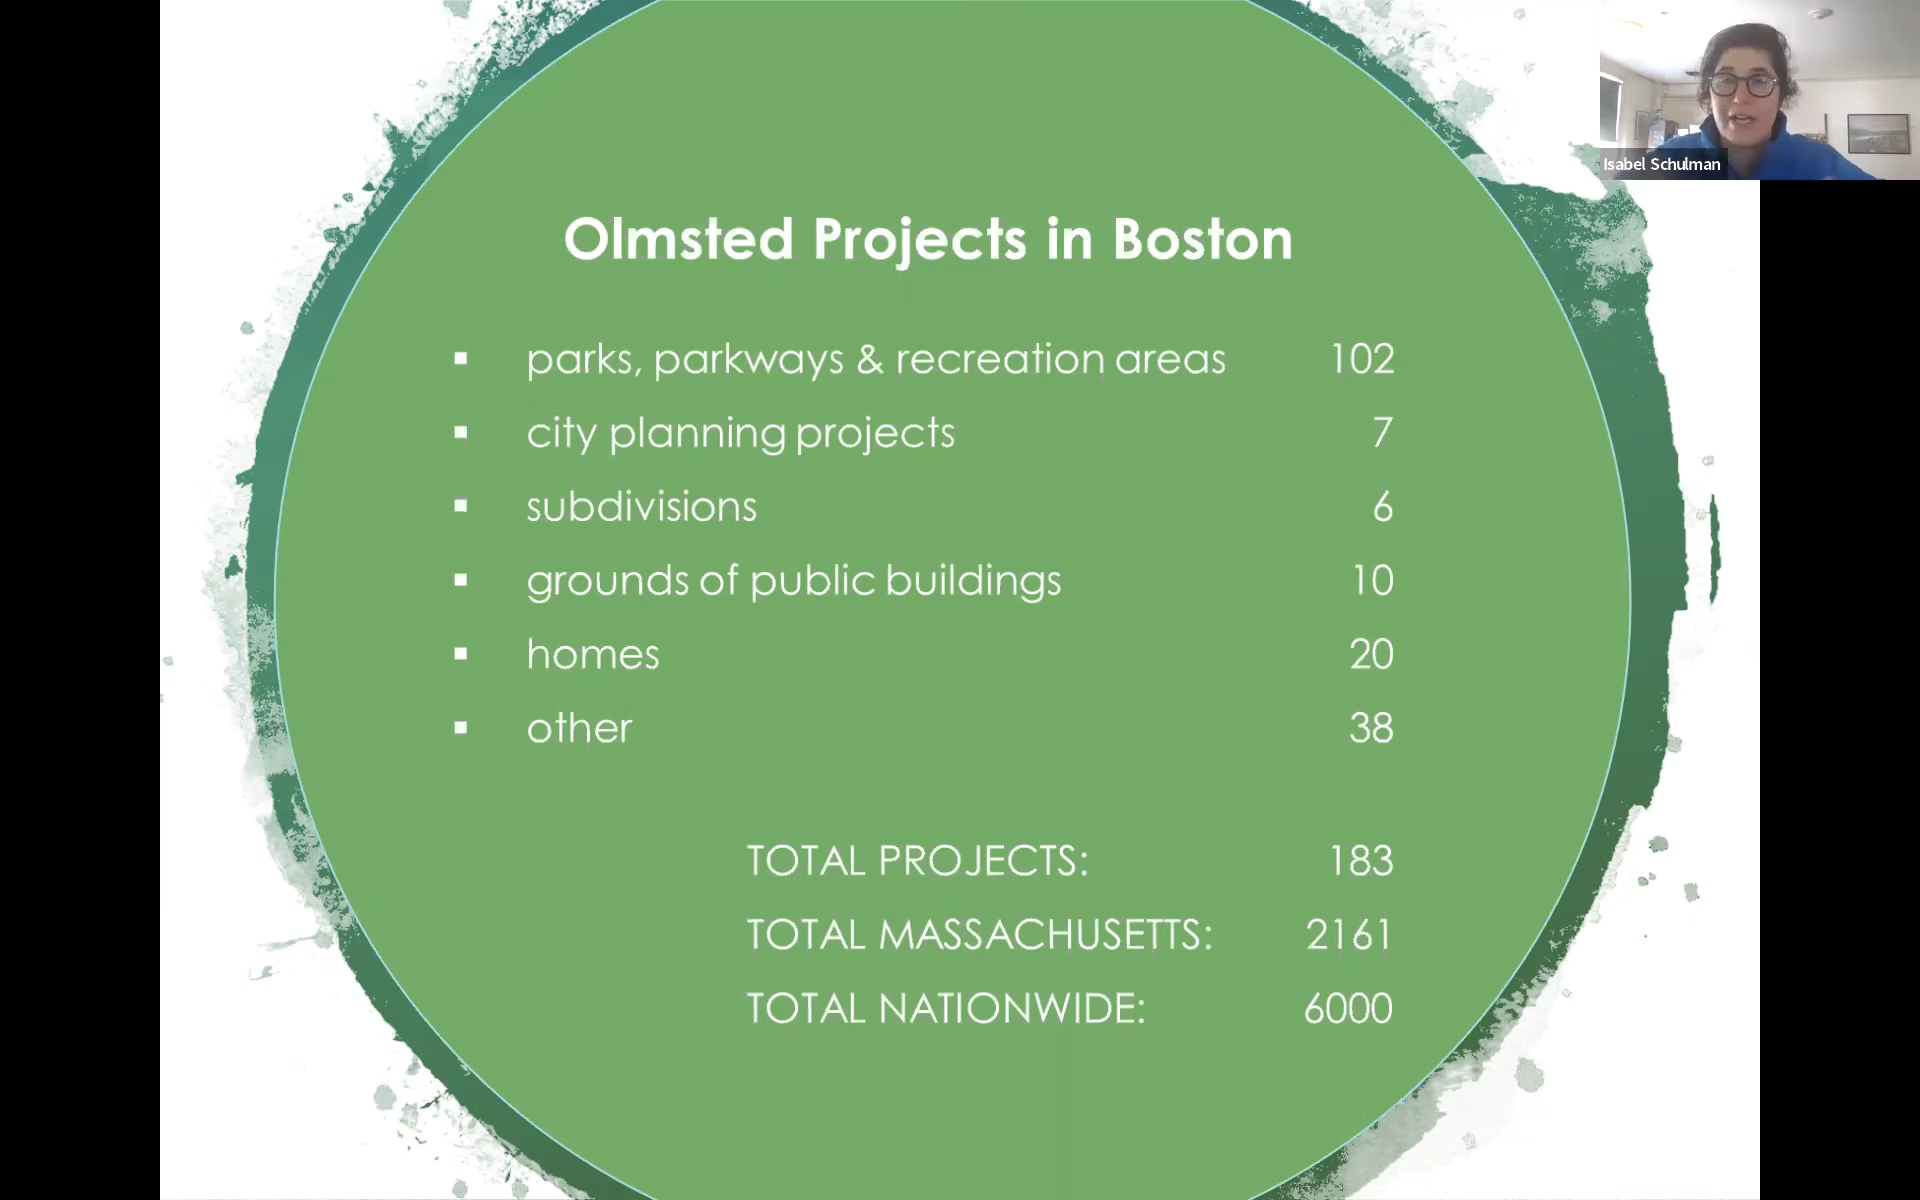 Isabel Schulman
Olmsted Projects in Boston
▪ parks, parkways & recreation areas 102
▪ city planning projects 7
▪ subdivisions 6
▪ grounds of public buildings 10
▪ homes 20
▪ other 38
TOTAL PROJECTS: 183
TOTAL MASSACHUSETTS: 2161
TOTAL NATIONWIDE: 6000